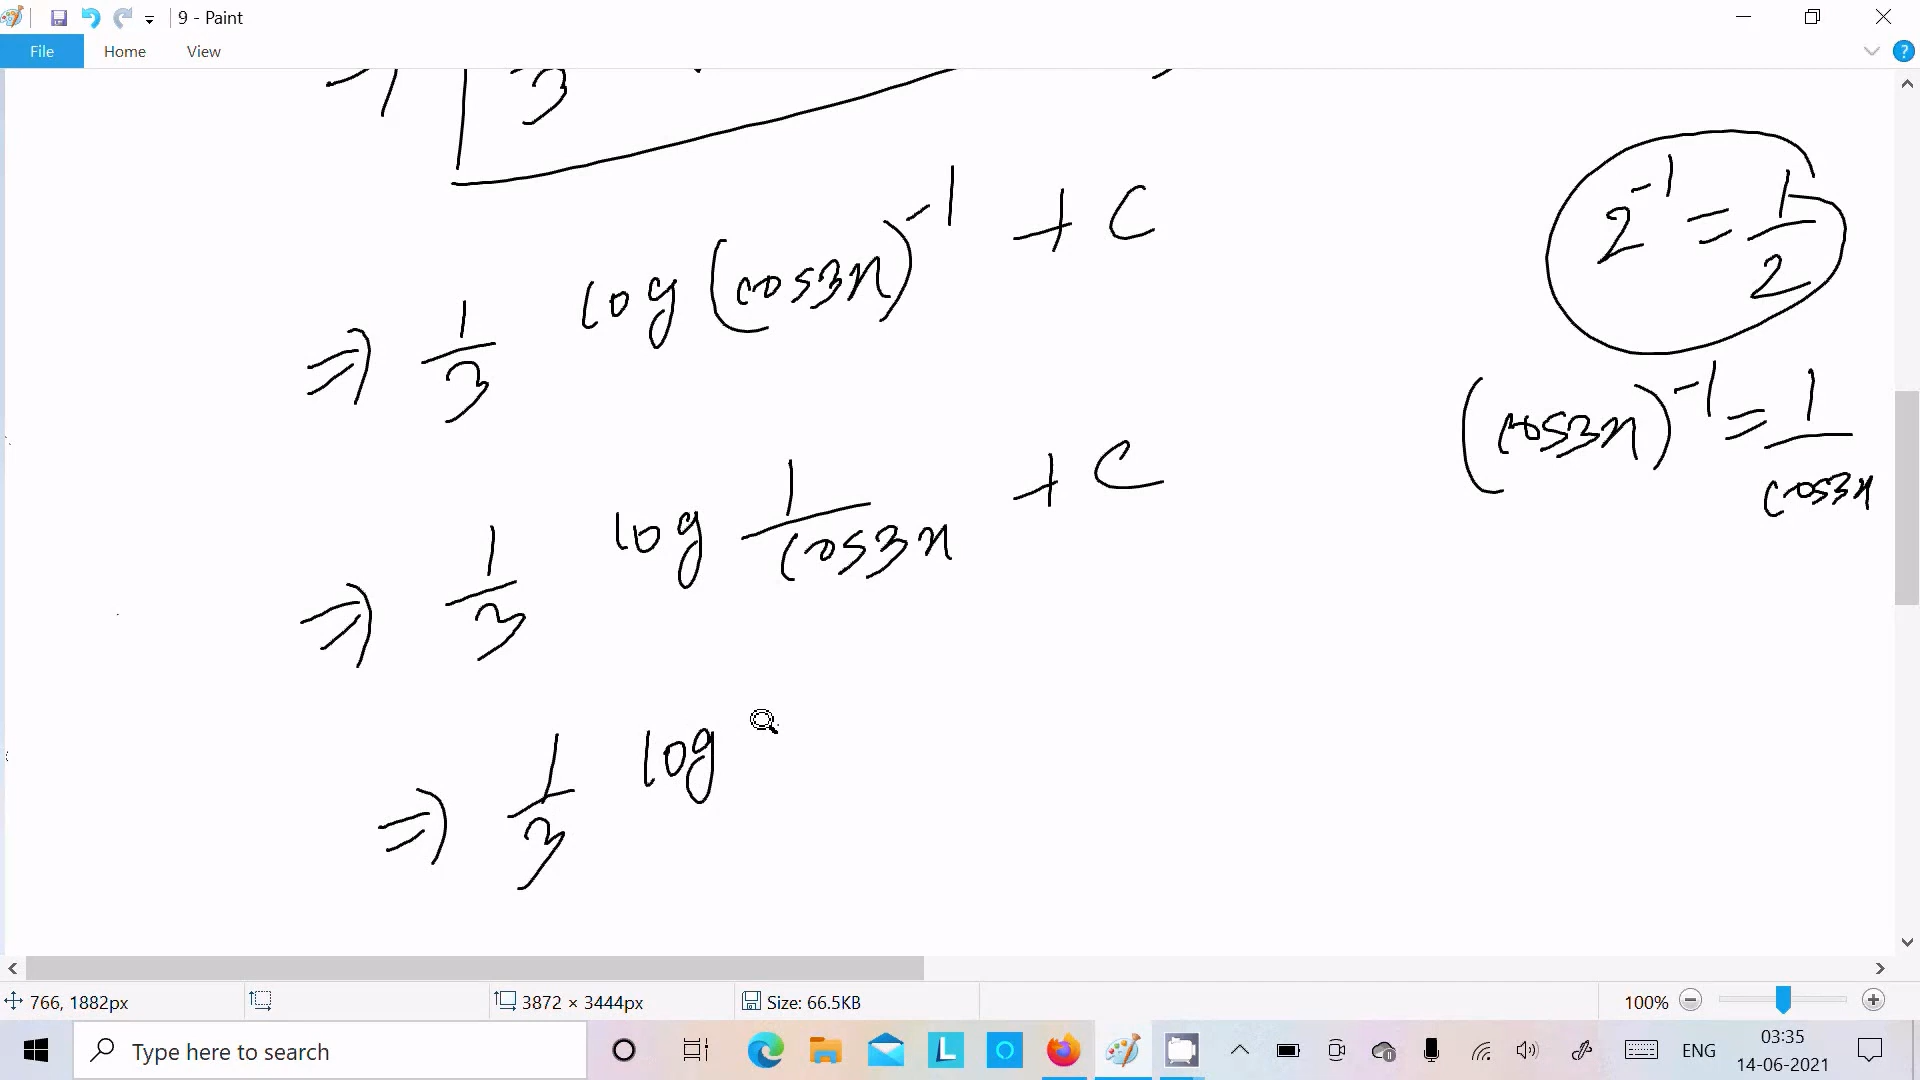 9 - Paint
File Home View
3
⇒ 1/3 log (cos3x)^-1 + C
2^-1 = 1/2
(cos3x)^-1 = 1/cos3x
⇒ 1/3 log 1/cos3x + C
⇒ 1/3 log
766, 1882px 3872 × 3444px Size: 66.5KB 100%
Type here to search ENG 03:35
14-06-2021